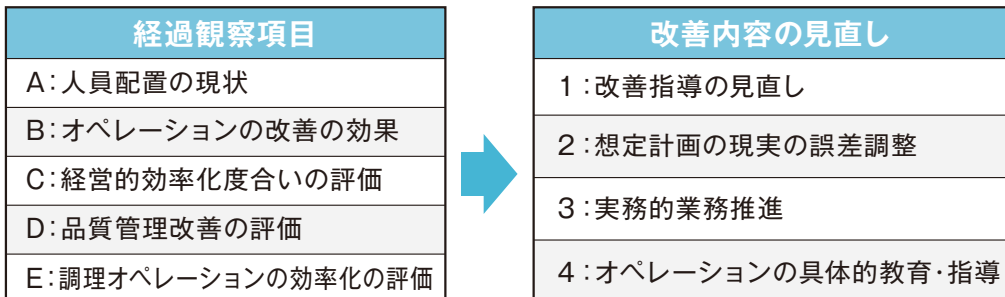 経過観察項目
A：人員配置の現状
B：オペレーションの改善の効果
C：経営的効率化度合いの評価
D：品質管理改善の評価
E：調理オペレーションの効率化の評価
改善内容の見直し
1：改善指導の見直し
2：想定計画の現実の誤差調整
3：実務的業務推進
4：オペレーションの具体的教育・指導